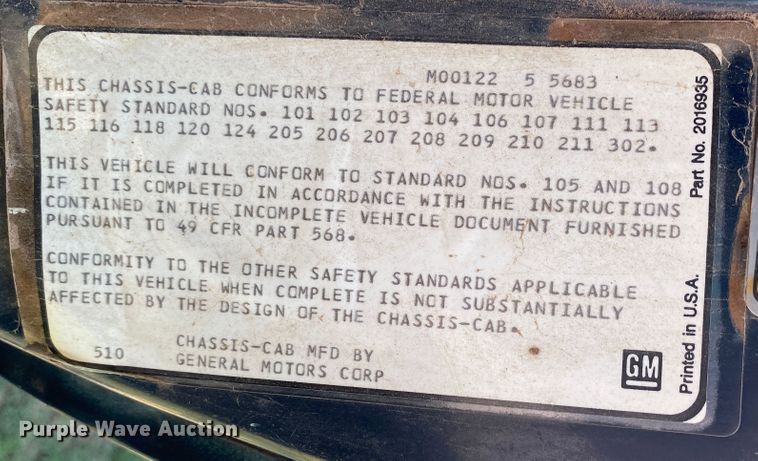 M00122 5 5683
THIS CHASSIS-CAB CONFORMS TO FEDERAL MOTOR VEHICLE
SAFETY STANDARD NOS. 101 102 103 104 106 107 111 113
115 116 118 120 124 205 206 207 208 209 210 211 302.
THIS VEHICLE WILL CONFORM TO STANDARD NOS. 105 AND 108
IF IT IS COMPLETED IN ACCORDANCE WITH THE INSTRUCTIONS
CONTAINED IN THE INCOMPLETE VEHICLE DOCUMENT FURNISHED
PURSUANT TO 49 CFR PART 568.
CONFORMITY TO THE OTHER SAFETY STANDARDS APPLICABLE
TO THIS VEHICLE WHEN COMPLETE IS NOT SUBSTANTIALLY
AFFECTED BY THE DESIGN OF THE CHASSIS-CAB.
510 CHASSIS-CAB MFD BY
GENERAL MOTORS CORP
GM
Part No. 2016935
Printed in U.S.A.
Purple Wave Auction®